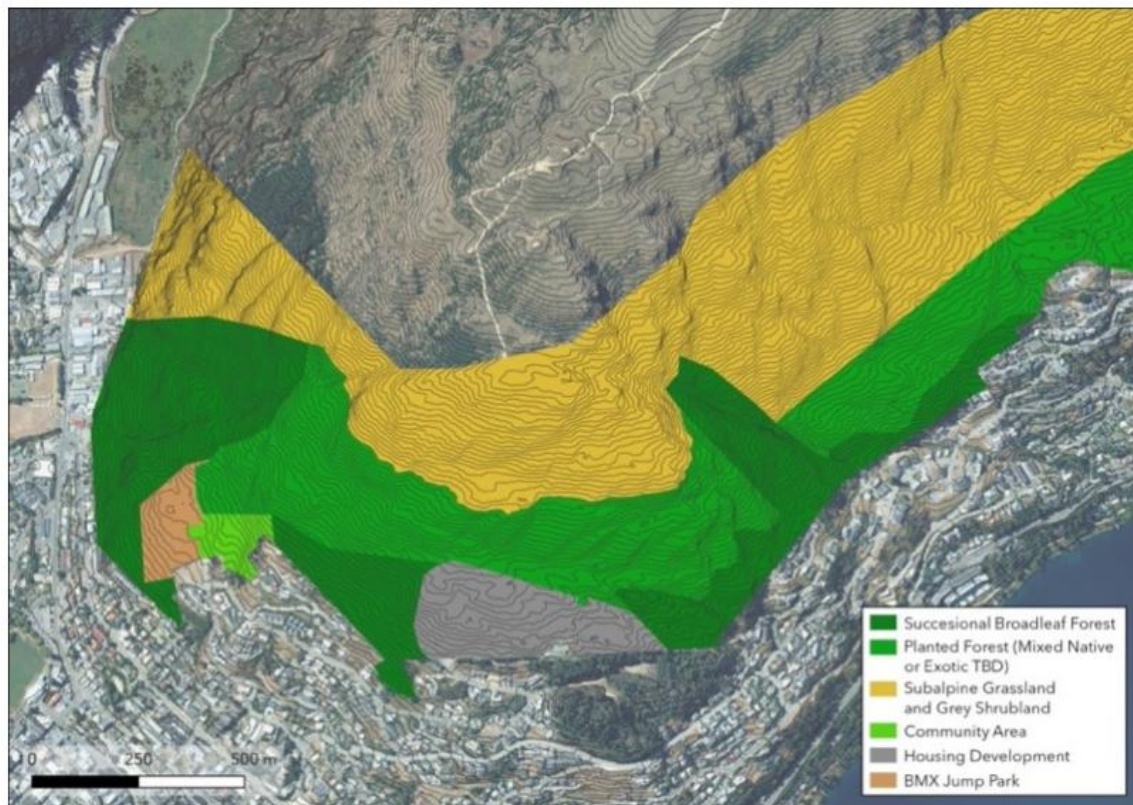 Succesional Broadleaf Forest
Planted Forest (Mixed Native
or Exotic TBD)
Subalpine Grassland
and Grey Shrubland
Community Area
Housing Development
BMX Jump Park
0 250 500 m